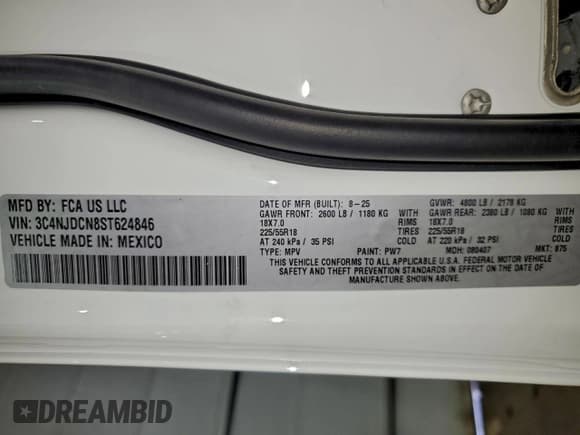 MFD BY: FCA US LLC
VIN: 3C4NJDCN8ST624846
VEHICLE MADE IN: MEXICO
DATE OF MFR (BUILT): 8-25 GVWR: 4800 LB / 2178 KG
GAWR FRONT: 2600 LB / 1180 KG WITH GAWR REAR: 2380 LB / 1080 KG WITH
18X7.0 RIMS 18X7.0 RIMS
225/55R18 TIRES 225/55R18 TIRES
AT 240 kPa / 35 PSI COLD AT 220 kPa / 32 PSI COLD
TYPE: MPV PAINT: PW7 MDH: 080407 MKT: 875
THIS VEHICLE CONFORMS TO ALL APPLICABLE U.S.A. FEDERAL MOTOR VEHICLE
SAFETY AND THEFT PREVENTION STANDARDS IN EFFECT ON THE DATE OF
MANUFACTURE SHOWN ABOVE.
DREAMBID